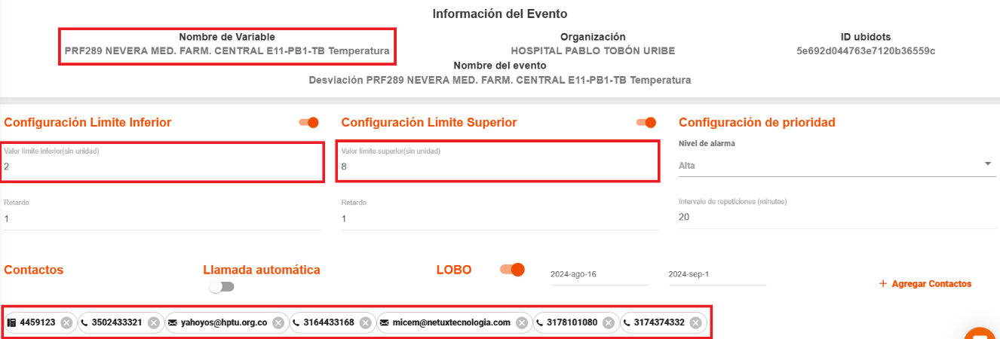 Información del Evento
Nombre de Variable
PRF289 NEVERA MED. FARM. CENTRAL E11-PB1-TB Temperatura
Organización
HOSPITAL PABLO TOBÓN URIBE
ID ubidots
5e692d044763e7120b36559c
Nombre del evento
Desviación PRF289 NEVERA MED. FARM. CENTRAL E11-PB1-TB Temperatura
Configuración Límite Inferior
Valor límite inferior(sin unidad)
2
Retardo
1
Configuración Límite Superior
Valor límite superior(sin unidad)
8
Retardo
1
Configuración de prioridad
Nivel de alarma
Alta
Intervalo de repeticiones (minutos)
20
Contactos
Llamada automática
LOBO
2024-ago-16
2024-sep-1
+ Agregar Contactos
4459123
3502433321
yahoyos@hptu.org.co
3164433168
micem@netuxtecnologia.com
3178101080
3174374332